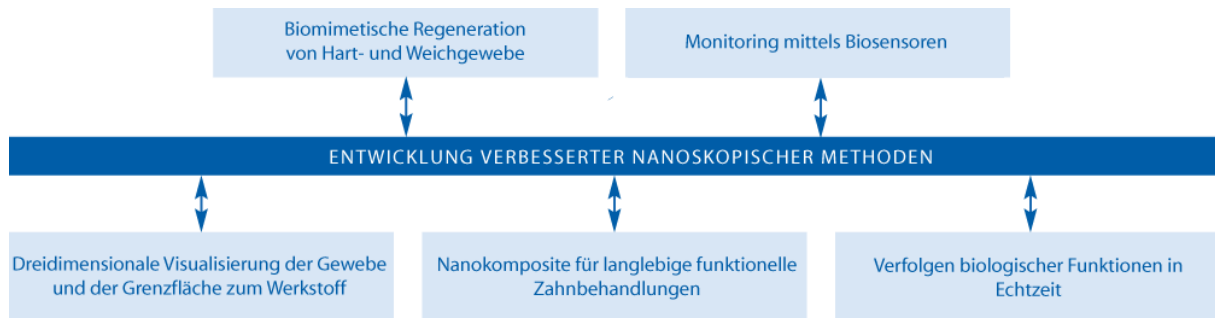 Biomimetische Regeneration
von Hart- und Weichgewebe
Monitoring mittels Biosensoren
ENTWICKLUNG VERBESSERTER NANOSKOPISCHER METHODEN
Dreidimensionale Visualisierung der Gewebe
und der Grenzfläche zum Werkstoff
Nanokomposite für langlebige funktionelle
Zahnbehandlungen
Verfolgen biologischer Funktionen in
Echtzeit